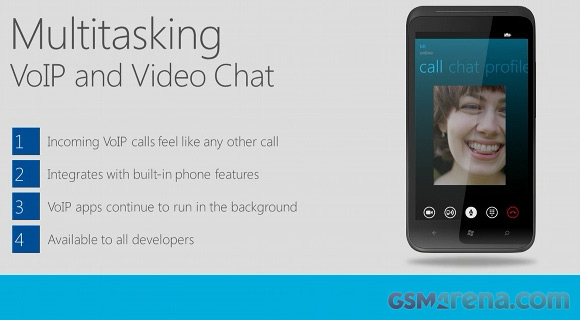 Multitasking
VoIP and Video Chat
1 Incoming VoIP calls feel like any other call
2 Integrates with built-in phone features
3 VoIP apps continue to run in the background
4 Available to all developers
online
call chat profile
GSMarena.com